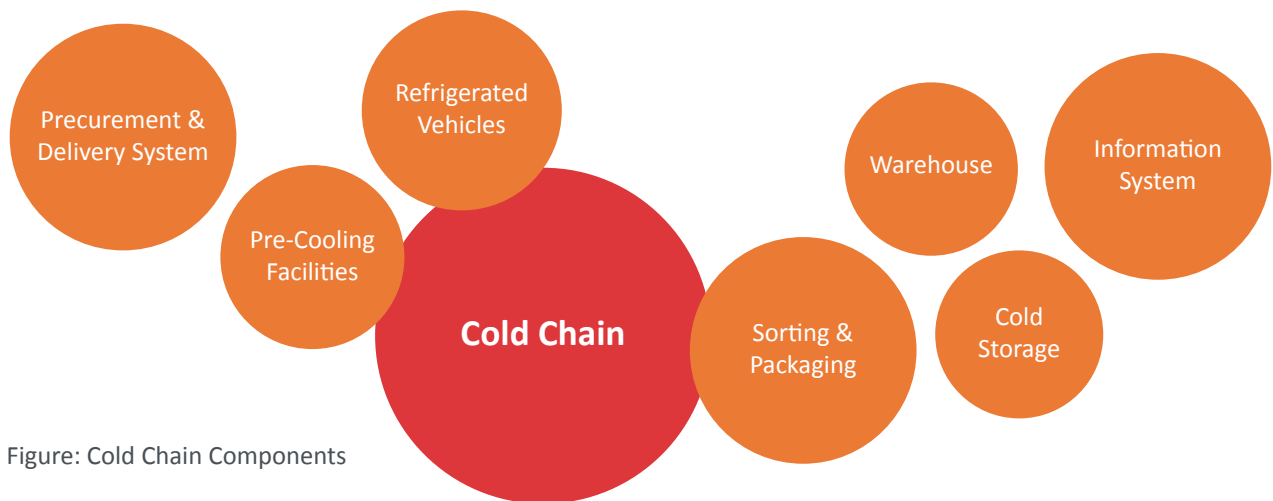 Precurement &
Delivery System
Pre-Cooling
Facilities
Refrigerated
Vehicles
Cold Chain
Sorting &
Packaging
Warehouse
Cold
Storage
Information
System
Figure: Cold Chain Components